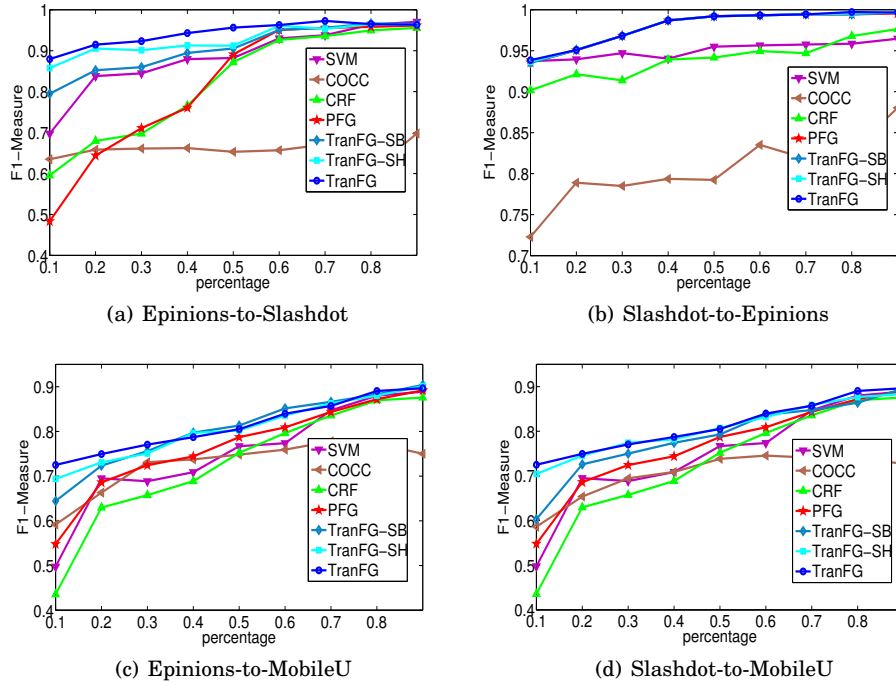 1
0.9
0.8
0.7
0.6
0.5
0.4
F1−Measure
0.1 0.2 0.3 0.4 0.5 0.6 0.7 0.8
percentage
SVM
COCC
CRF
PFG
TranFG−SB
TranFG−SH
TranFG
(a) Epinions-to-Slashdot
1
0.95
0.9
0.85
0.8
0.75
0.7
F1−Measure
0.1 0.2 0.3 0.4 0.5 0.6 0.7 0.8
percentage
SVM
COCC
CRF
PFG
TranFG−SB
TranFG−SH
TranFG
(b) Slashdot-to-Epinions
0.9
0.8
0.7
0.6
0.5
0.4
F1−Measure
0.1 0.2 0.3 0.4 0.5 0.6 0.7 0.8
percentage
SVM
COCC
CRF
PFG
TranFG−SB
TranFG−SH
TranFG
(c) Epinions-to-MobileU
0.9
0.8
0.7
0.6
0.5
0.4
F1−Measure
0.1 0.2 0.3 0.4 0.5 0.6 0.7 0.8
percentage
SVM
COCC
CRF
PFG
TranFG−SB
TranFG−SH
TranFG
(d) Slashdot-to-MobileU